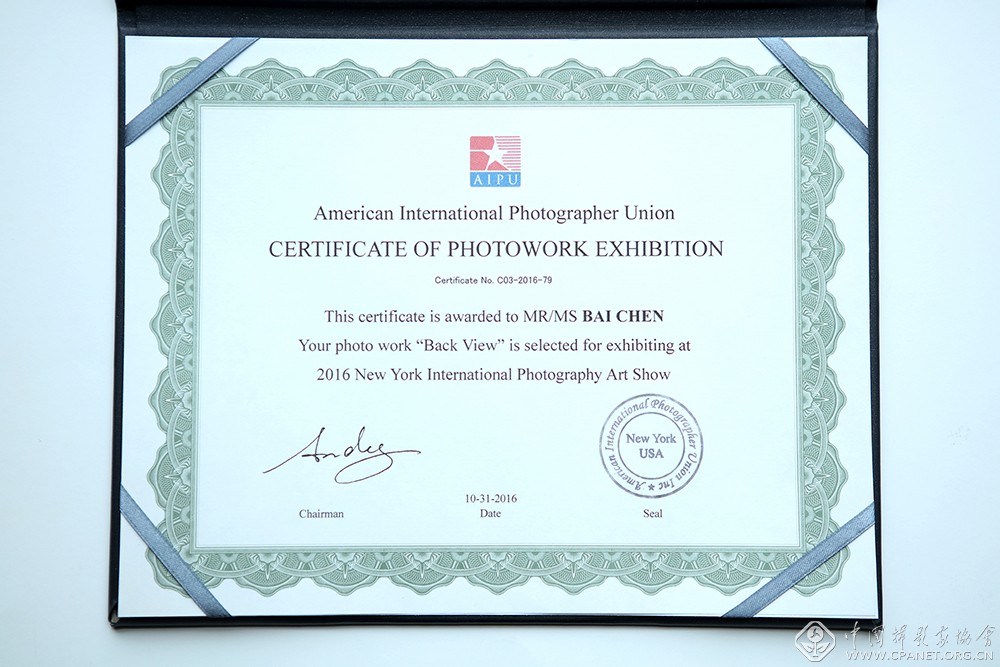 AIPU
American International Photographer Union
CERTIFICATE OF PHOTOWORK EXHIBITION
Certificate No. C03-2016-79
This certificate is awarded to MR/MS BAI CHEN
Your photo work “Back View” is selected for exhibiting at
2016 New York International Photography Art Show
Andey
American International Photographer Union Inc ★
New York
USA
10-31-2016
Chairman
Date
Seal
中国摄影家协会
WWW.CPANET.ORG.CN